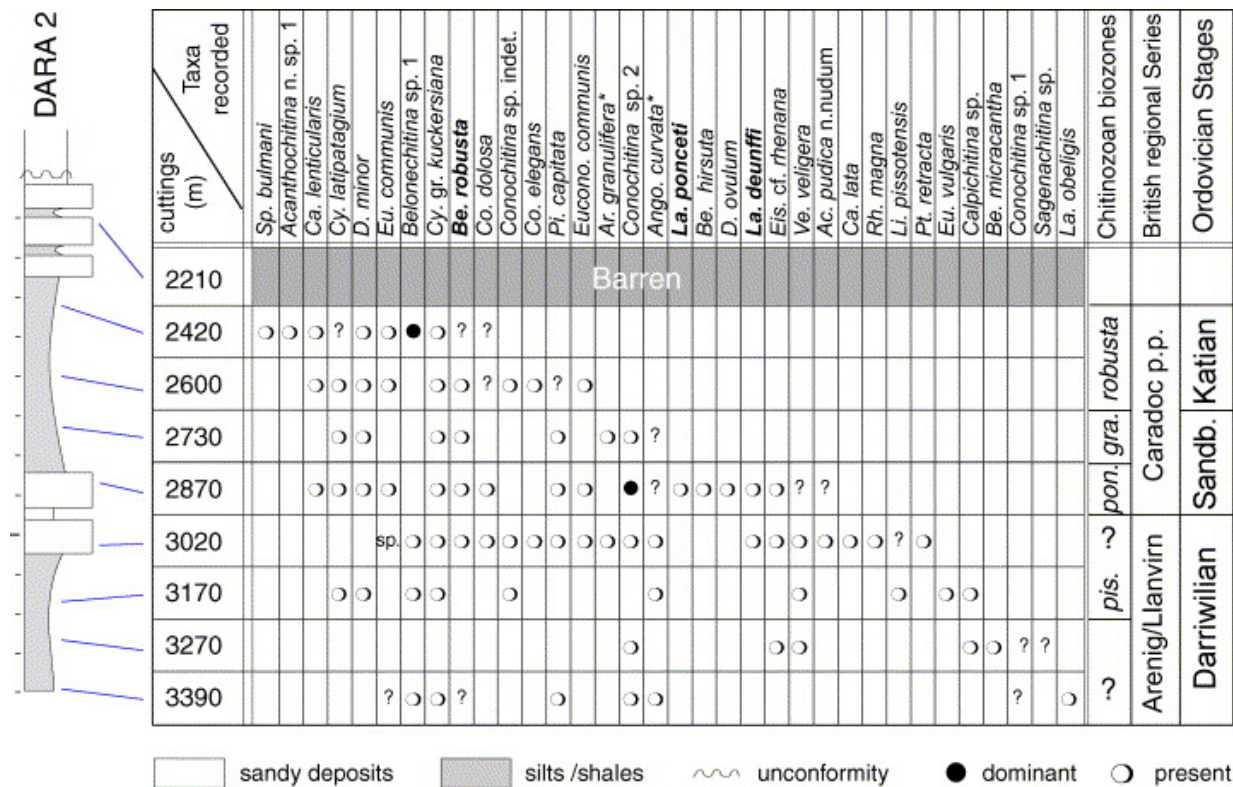 DARA 2
Taxa
recorded
cuttings
(m)
Sp. bulmani
Acanthochitina n. sp. 1
Ca. lenticularis
Cy. latipatagium
D. minor
Eu. communis
Belonechitina sp. 1
Cy. gr. kuckersiana
Be. robusta
Co. dolosa
Conochitina sp. indet.
Co. elegans
Pi. capitata
Eucono. communis
Ar. granulifera*
Conochitina sp. 2
Ango. curvata*
La. ponceti
Be. hirsuta
D. ovulum
La. deunffi
Eis. cf. rhenana
Ve. veligera
Ac. pudica n.nudum
Ca. lata
Rh. magna
Li. pissotensis
Pt. retracta
Eu. vulgaris
Calpichitina sp.
Be. micracantha
Conochitina sp. 1
Sagenachitina sp.
La. obeligis
Chitinozoan biozones
British regional Series
Ordovician Stages
2210
Barren
2420 ? ? ?
2600 ? ?
2730 ?
2870 ? ? ?
3020 sp. ? ?
3170
3270 ? ?
3390 ? ? ? ?
robusta
gra.
pon.
pis.
Caradoc p.p.
Arenig/Llanvirn
Katian
Sandb.
Darriwilian
sandy deposits
silts /shales
unconformity
dominant
present